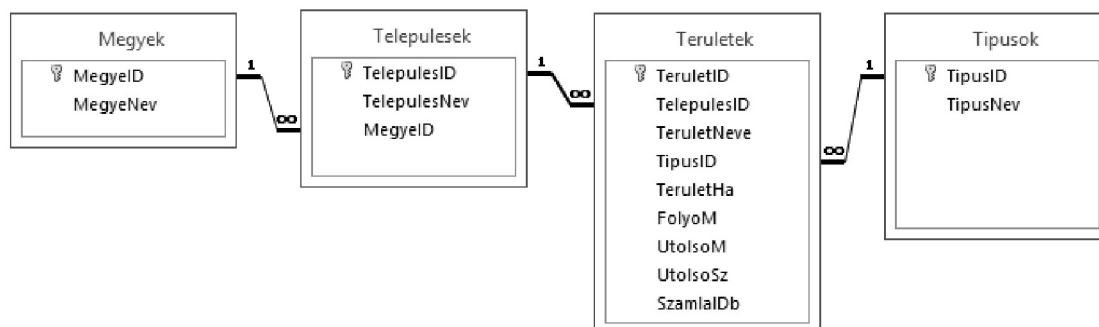 Megyek
MegyeID
MegyeNev
1
∞
Telepulesek
TelepulesID
TelepulesNev
MegyeID
1
∞
Teruletek
TeruletID
TelepulesID
TeruletNeve
TipusID
TeruletHa
FolyoM
UtolsoM
UtolsoSz
SzamlalDb
∞
1
Tipusok
TipusID
TipusNev